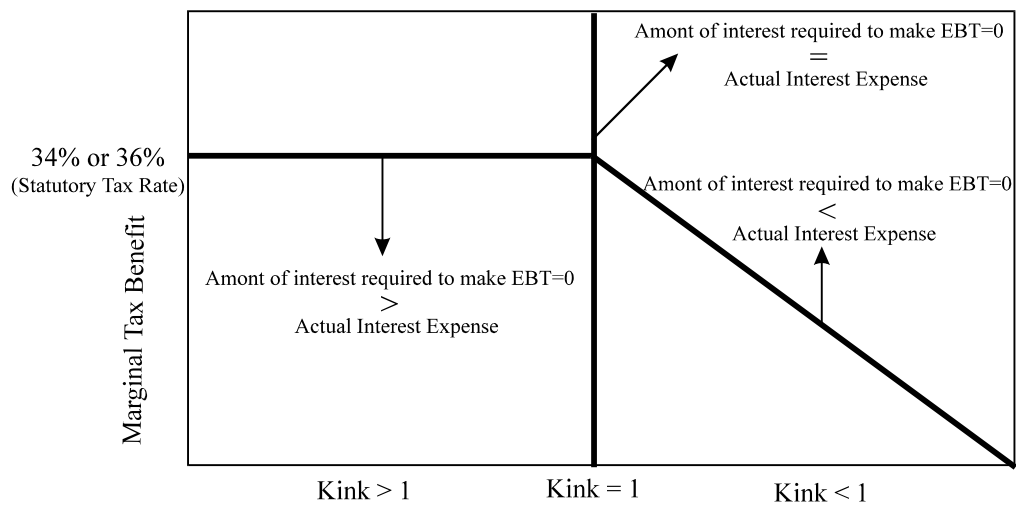 Amont of interest required to make EBT=0
=
Actual Interest Expense
34% or 36%
(Statutory Tax Rate)
Marginal Tax Benefit
Amont of interest required to make EBT=0
<
Actual Interest Expense
Amont of interest required to make EBT=0
>
Actual Interest Expense
Kink > 1
Kink = 1
Kink < 1